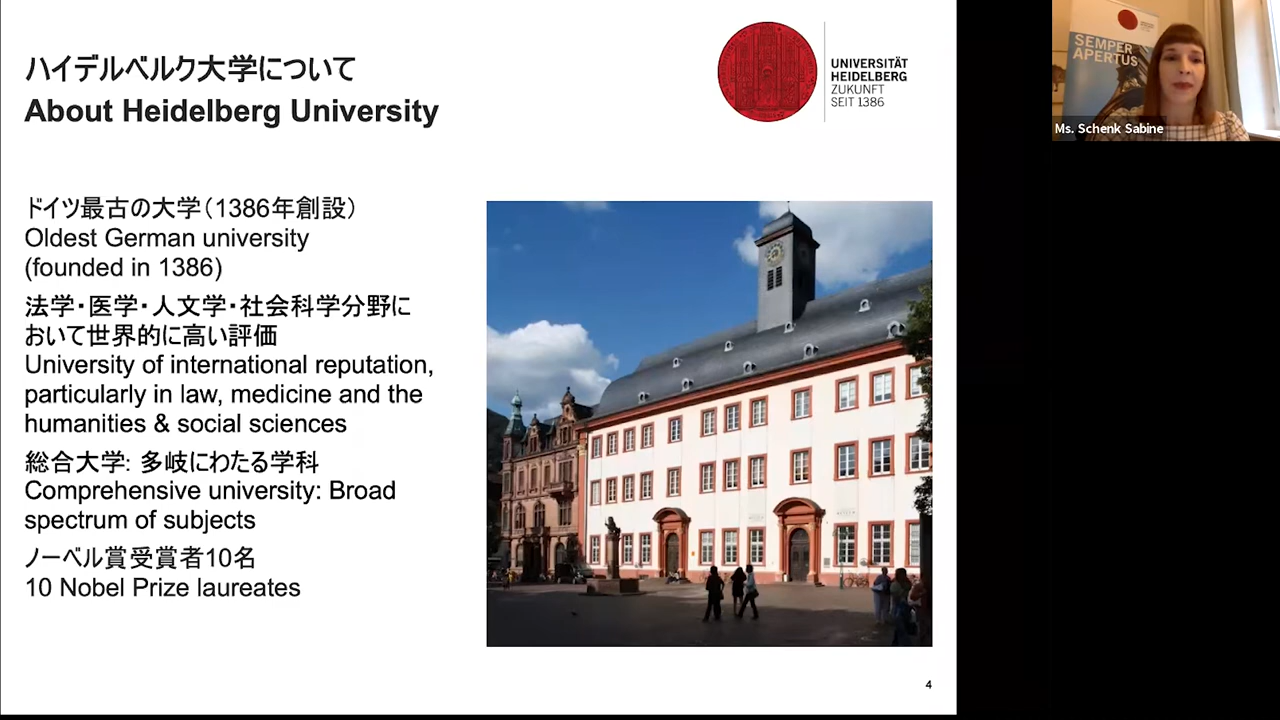 ハイデルベルク大学について
About Heidelberg University
UNIVERSITÄT
HEIDELBERG
ZUKUNFT
SEIT 1386
ドイツ最古の大学（1386年創設）
Oldest German university
(founded in 1386)
法学・医学・人文学・社会科学分野に
おいて世界的に高い評価
University of international reputation,
particularly in law, medicine and the
humanities & social sciences
総合大学: 多岐にわたる学科
Comprehensive university: Broad
spectrum of subjects
ノーベル賞受賞者10名
10 Nobel Prize laureates
4
SEMPER
APERTUS
Ms. Schenk Sabine